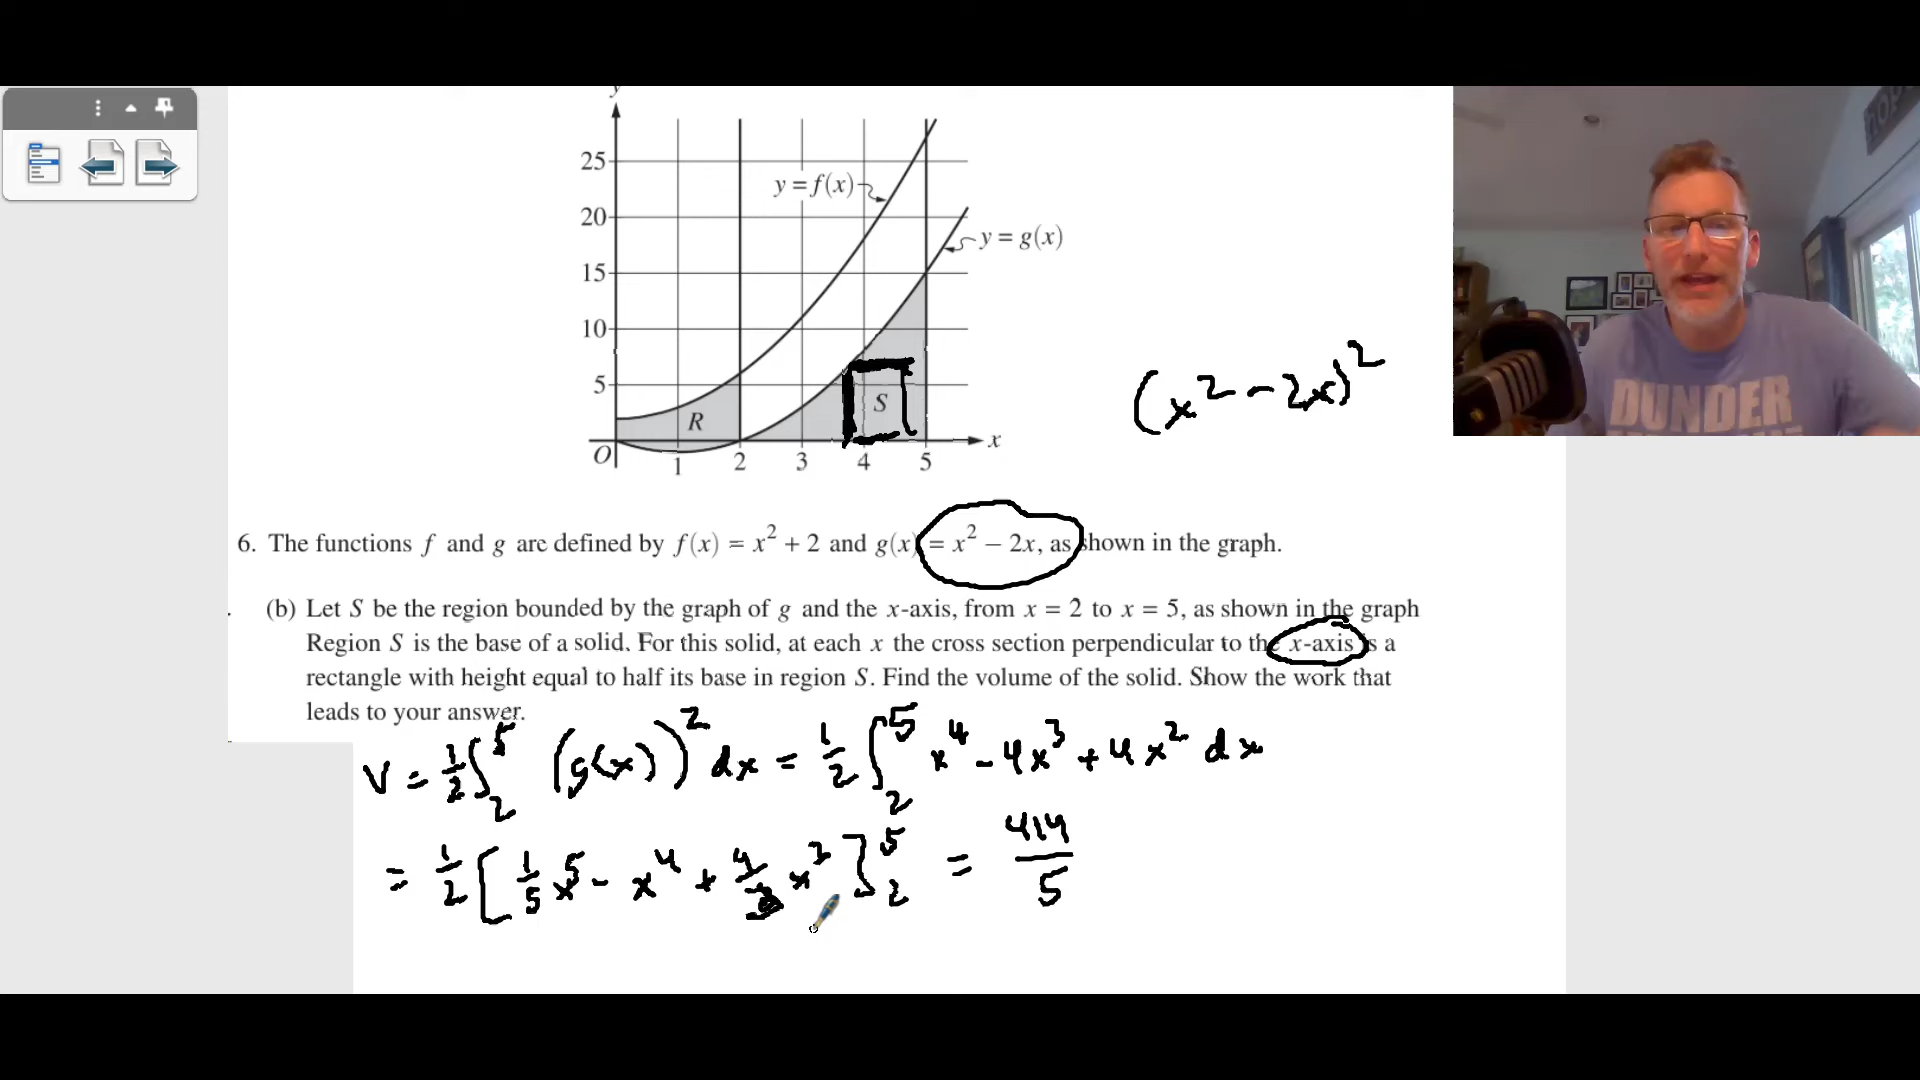 y
25
20
15
10
5
O
1 2 3 4 5
x
y = f(x)
y = g(x)
R
S
(x² − 2x)²
DUNDER
6. The functions f and g are defined by f(x) = x² + 2 and g(x) = x² − 2x, as shown in the graph.
(b) Let S be the region bounded by the graph of g and the x-axis, from x = 2 to x = 5, as shown in the graph
Region S is the base of a solid. For this solid, at each x the cross section perpendicular to the x-axis is a
rectangle with height equal to half its base in region S. Find the volume of the solid. Show the work that
leads to your answer.
V = 1/2 ∫₂⁵ (g(x))² dx = 1/2 ∫₂⁵ x⁴ − 4x³ + 4x² dx
= 1/2 [1/5 x⁵ − x⁴ + 4/3 x³]₂⁵ = 414/5